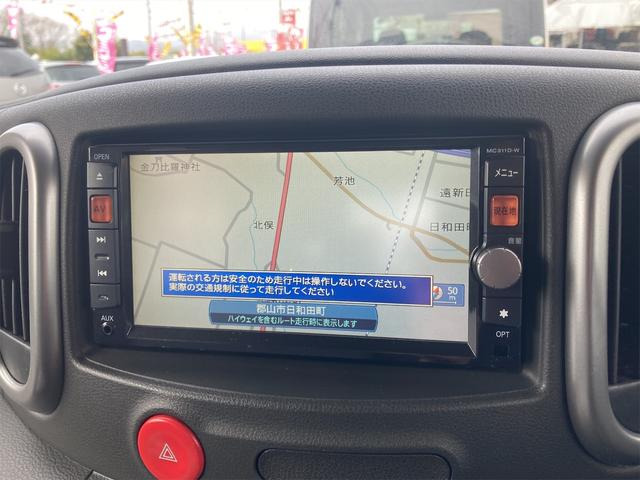 OPEN
MC311D-W
メニュー
AV
現在地
音量
AUX
OPT
金刀比羅神社
芳池
遠新田
北俣
日和田町
運転される方は安全のため走行中は操作しないでください。
実際の交通規制に従って走行してください
50
m
郡山市日和田町
ハイウェイを含むルート走行時に表示します